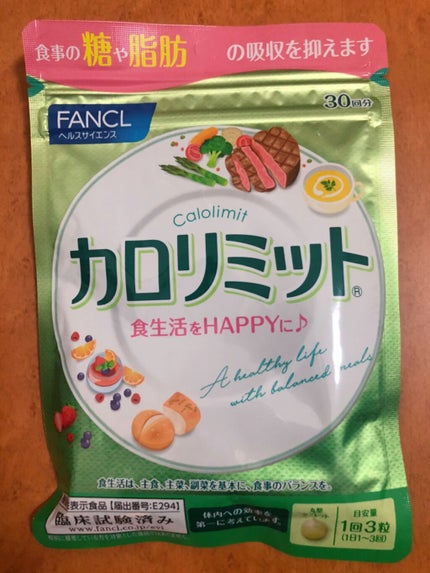 食事の糖や脂肪の吸収を抑えます
30回分
FANCL
ヘルスサイエンス
Calolimit
カロリミット®
食生活をHAPPYに♪
A healthy life
with balanced meals
食生活は、主食、主菜、副菜を基本に、食事のバランスを。
性表示食品【届出番号:E294】
臨床試験済み
www.fancl.co.jp/esl
体内への効率を
第一に考えています。
目安量
1回3粒
(1日1~3回)